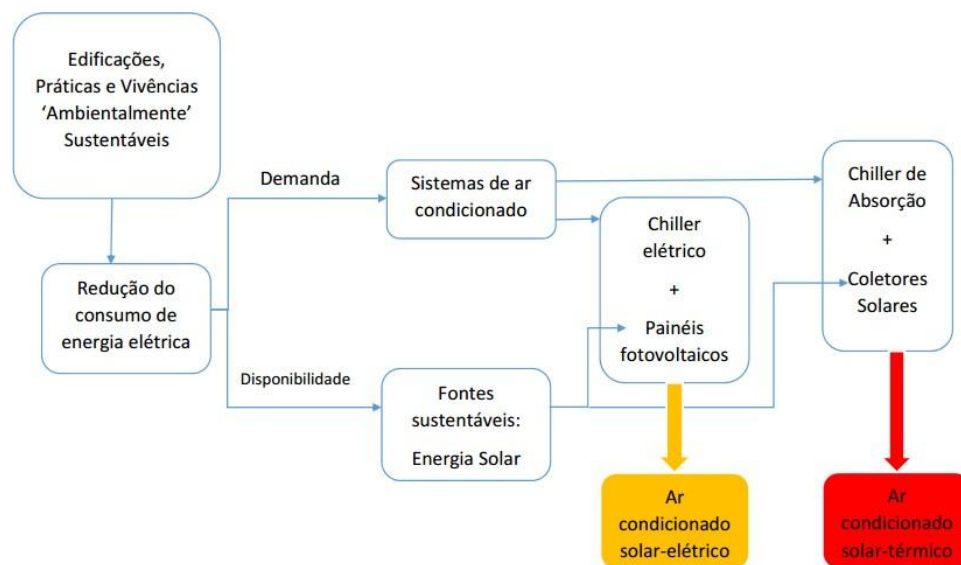 Edificações,
Práticas e Vivências
‘Ambientalmente’
Sustentáveis
Redução do
consumo de
energia elétrica
Demanda
Disponibilidade
Sistemas de ar
condicionado
Fontes
sustentáveis:
Energia Solar
Chiller
elétrico
+
Painéis
fotovoltaicos
Chiller de
Absorção
+
Coletores
Solares
Ar
condicionado
solar-elétrico
Ar
condicionado
solar-térmico